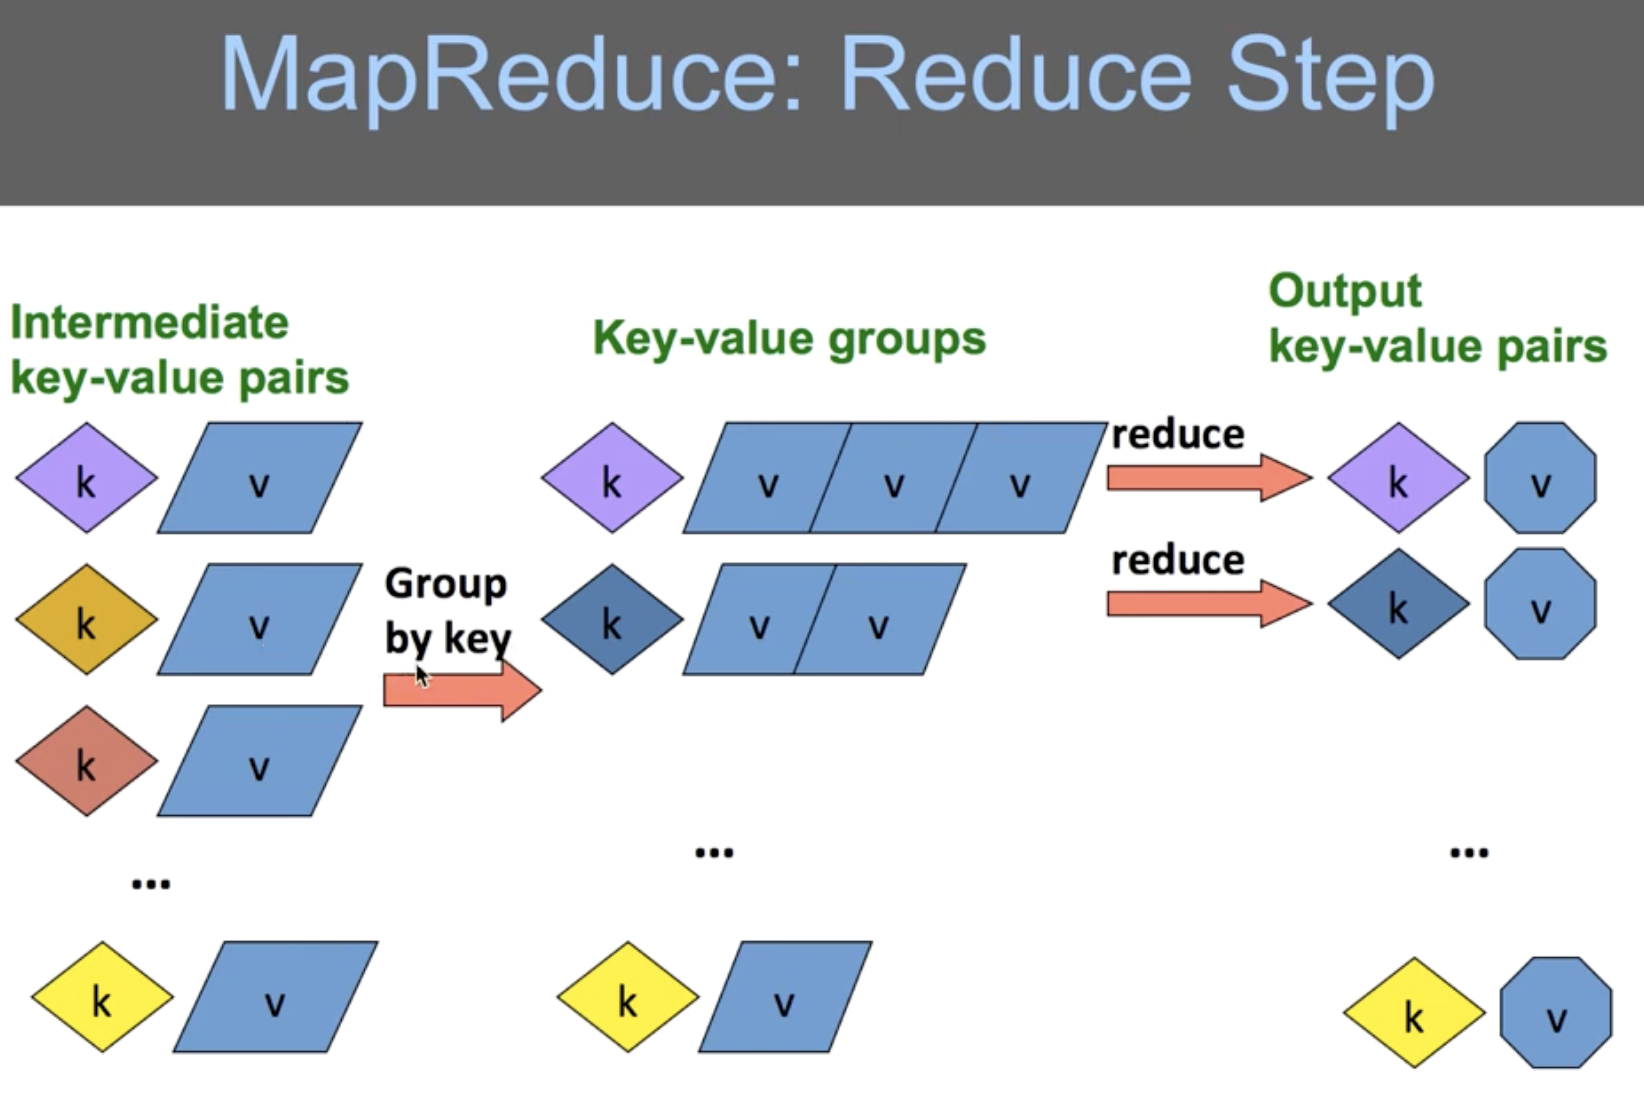 MapReduce: Reduce Step
Intermediate
key-value pairs
Key-value groups
Output
key-value pairs
k v
k v
k v
...
k v
Group
by key
k v v v
k v v
...
k v
reduce
reduce
k v
k v
...
k v